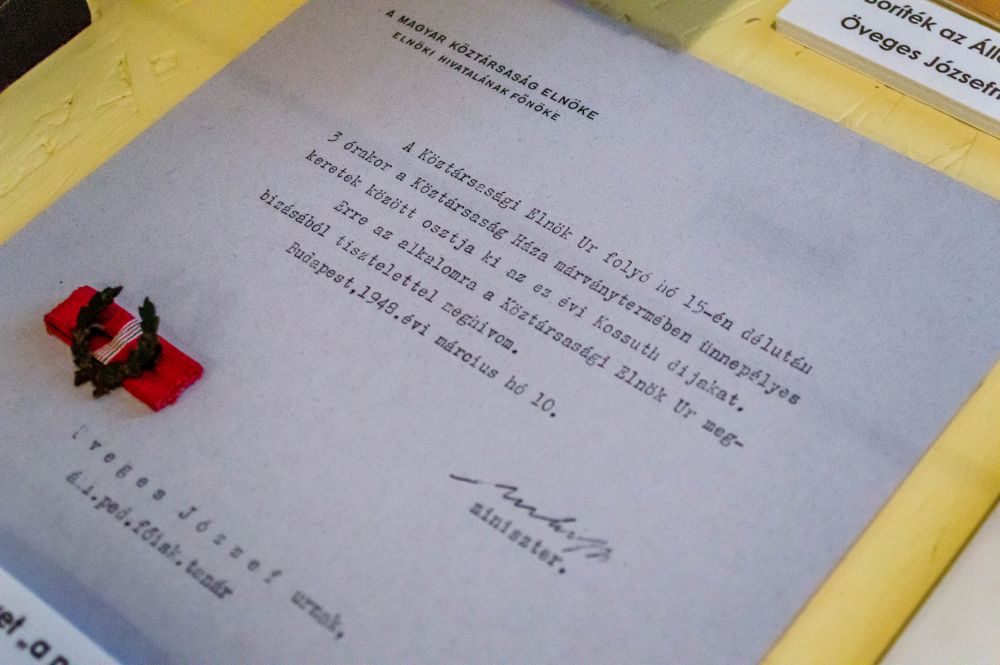 A MAGYAR KÖZTÁRSASÁG ELNÖKE
ELNÖKI HIVATALÁNAK FŐNÖKE
A Köztársasági Elnök Ur folyó hó 15-én délután
3 órakor a Köztársaság Háza márványtermében ünnepélyes
keretek között osztja ki az ez évi Kossuth dijakat.
Erre az alkalomra a Köztársasági Elnök Ur meg-
bizásából tisztelettel meghivom.
Budapest,1948.évi március hó 10.
miniszter.
Öveges József urnak,
á.i.ped.főisk.tanár
boríték az Áll
Öveges József
et „a